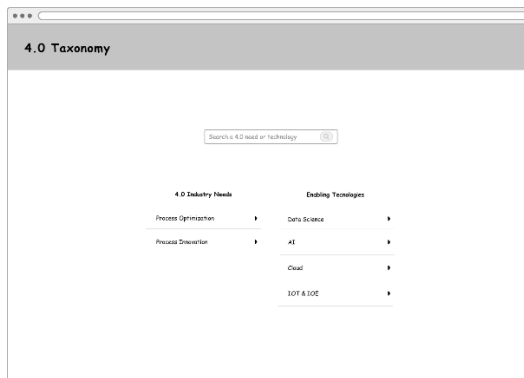 4.0 Taxonomy
Search a 4.0 need or technology
4.0 Industry Needs
Process Optimization
Process Innovation
Enabling Tecnologies
Data Science
AI
Cloud
IOT & IOE